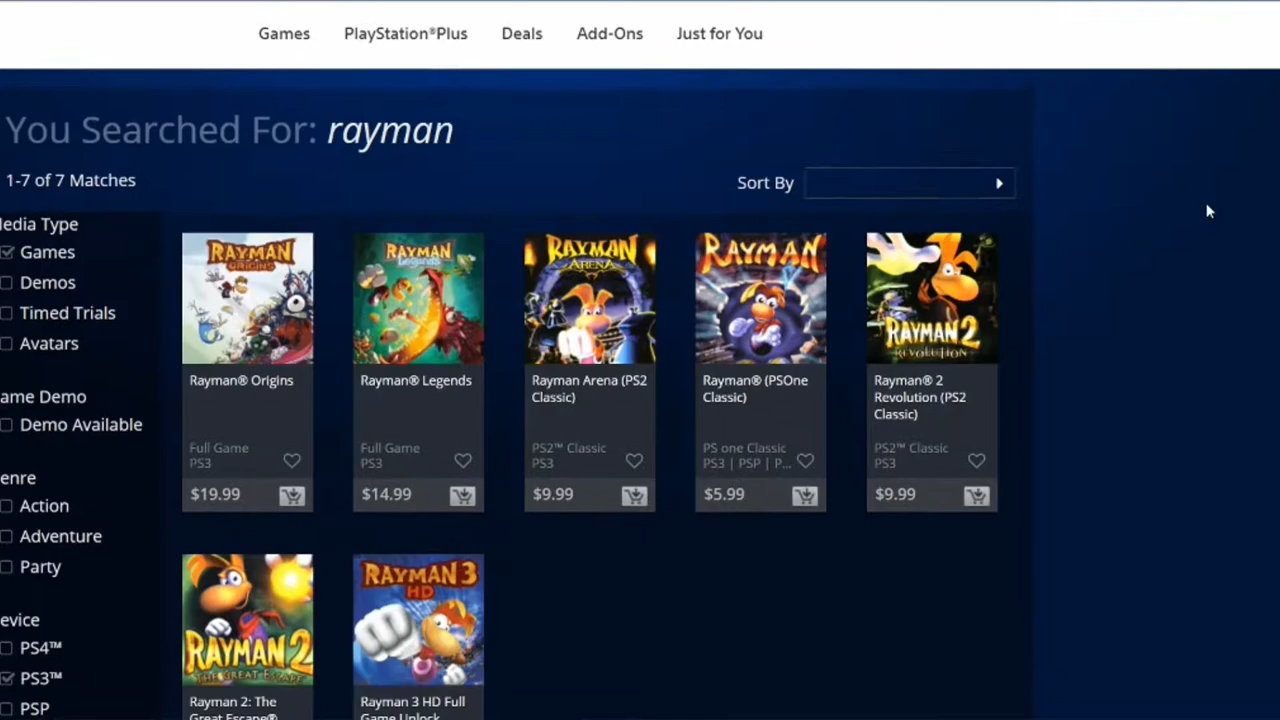 Games PlayStation®Plus Deals Add-Ons Just for You
You Searched For: rayman
1-7 of 7 Matches
Sort By
edia Type
Games
Demos
Timed Trials
Avatars
ame Demo
Demo Available
enre
Action
Adventure
Party
evice
PS4™
PS3™
PSP
RAYMAN
ORIGINS
Rayman® Origins
Full Game
PS3
$19.99
RAYMAN
Legends
Rayman® Legends
Full Game
PS3
$14.99
RAYMAN
ARENA
Rayman Arena (PS2
Classic)
PS2™ Classic
PS3
$9.99
RAYMAN
Rayman® (PSOne
Classic)
PS one Classic
PS3 | PSP | P...
$5.99
RAYMAN 2
REVOLUTION
Rayman® 2
Revolution (PS2
Classic)
PS2™ Classic
PS3
$9.99
RAYMAN 2
THE GREAT ESCAPE
Rayman 2: The
Great Escape®
RAYMAN 3
HD
Rayman 3 HD Full
Game Unlock